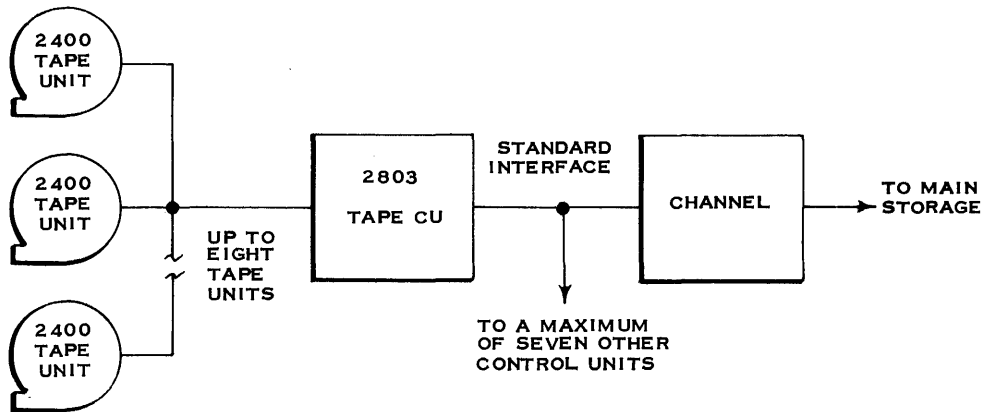 2400
TAPE
UNIT
2400
TAPE
UNIT
2400
TAPE
UNIT
UP TO
EIGHT
TAPE
UNITS
2803
TAPE CU
STANDARD
INTERFACE
TO A MAXIMUM
OF SEVEN OTHER
CONTROL UNITS
CHANNEL
TO MAIN
STORAGE